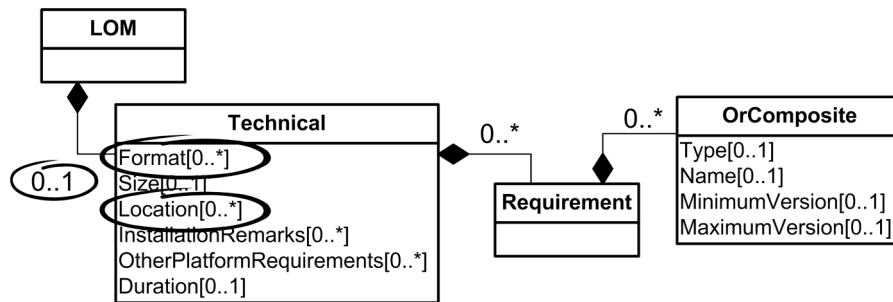 LOM
Technical
Format[0..*]
Size[0..1]
Location[0..*]
InstallationRemarks[0..*]
OtherPlatformRequirements[0..*]
Duration[0..1]
0..1
0..*
Requirement
0..*
OrComposite
Type[0..1]
Name[0..1]
MinimumVersion[0..1]
MaximumVersion[0..1]